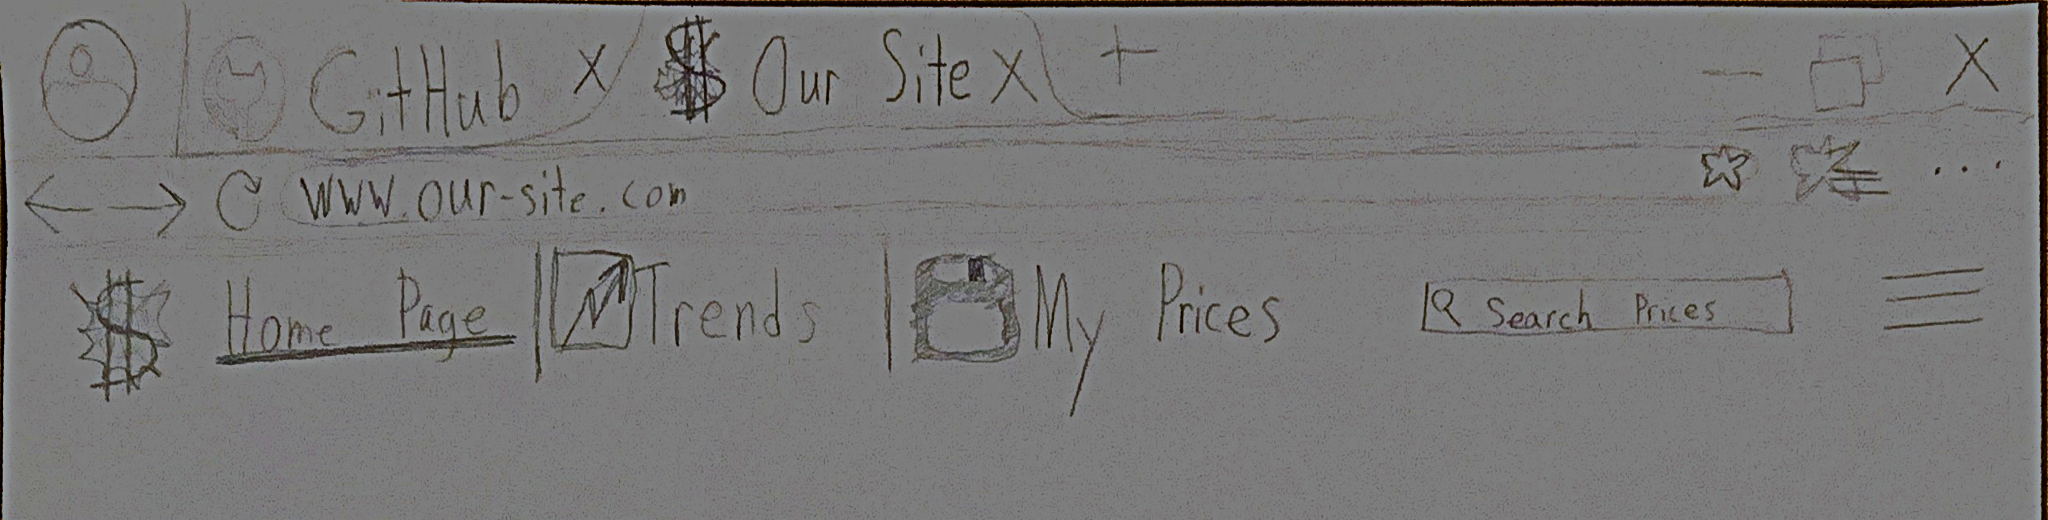 GitHub X $ Our Site X +
www.our-site.com ...
$ Home Page | Trends | My Prices Search Prices